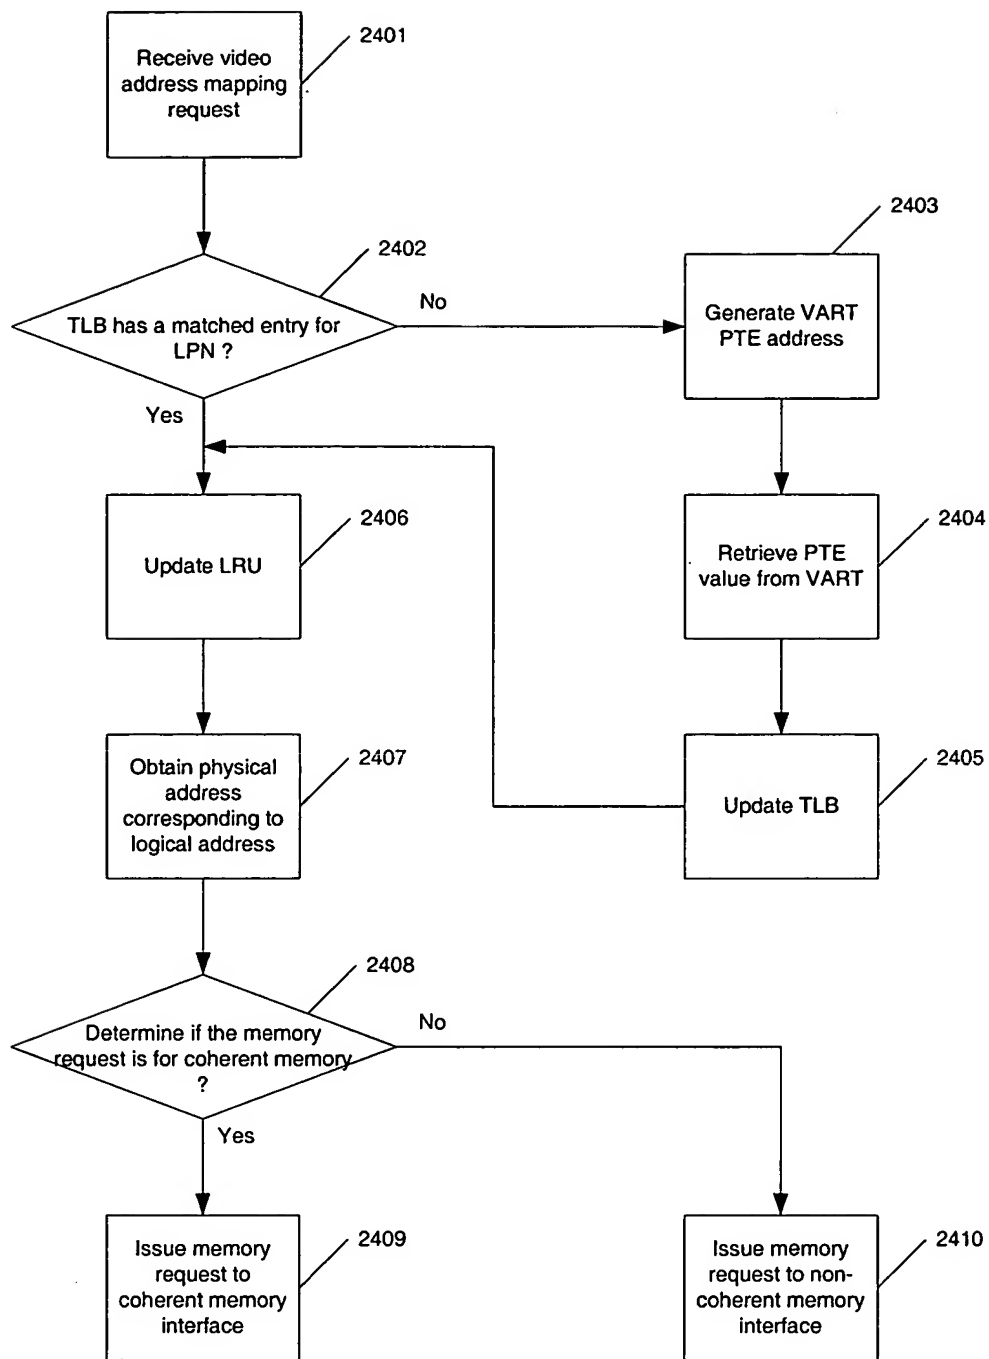 2401
Receive video
address mapping
request
2402
TLB has a matched entry for
LPN ?
No
Yes
2403
Generate VART
PTE address
2404
Retrieve PTE
value from VART
2405
Update TLB
2406
Update LRU
2407
Obtain physical
address
corresponding to
logical address
2408
Determine if the memory
request is for coherent memory
?
No
Yes
2409
Issue memory
request to
coherent memory
interface
2410
Issue memory
request to non-
coherent memory
interface